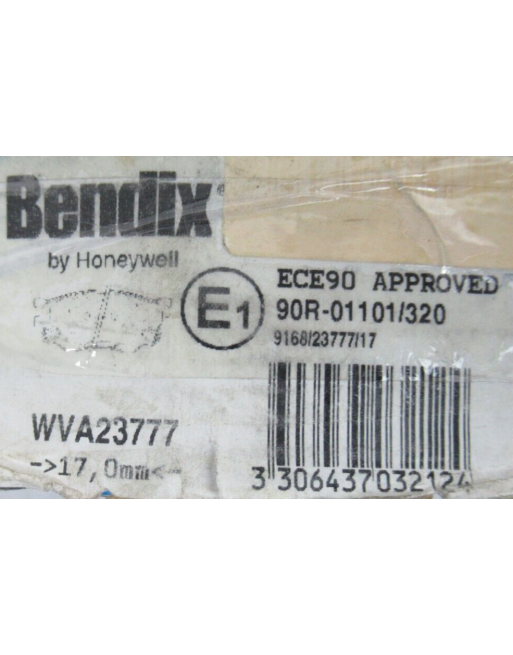 Bendix
by Honeywell
E1
ECE90 APPROVED
90R-01101/320
9168/23777/17
WVA23777
->17,0mm<-
3 306437 032124